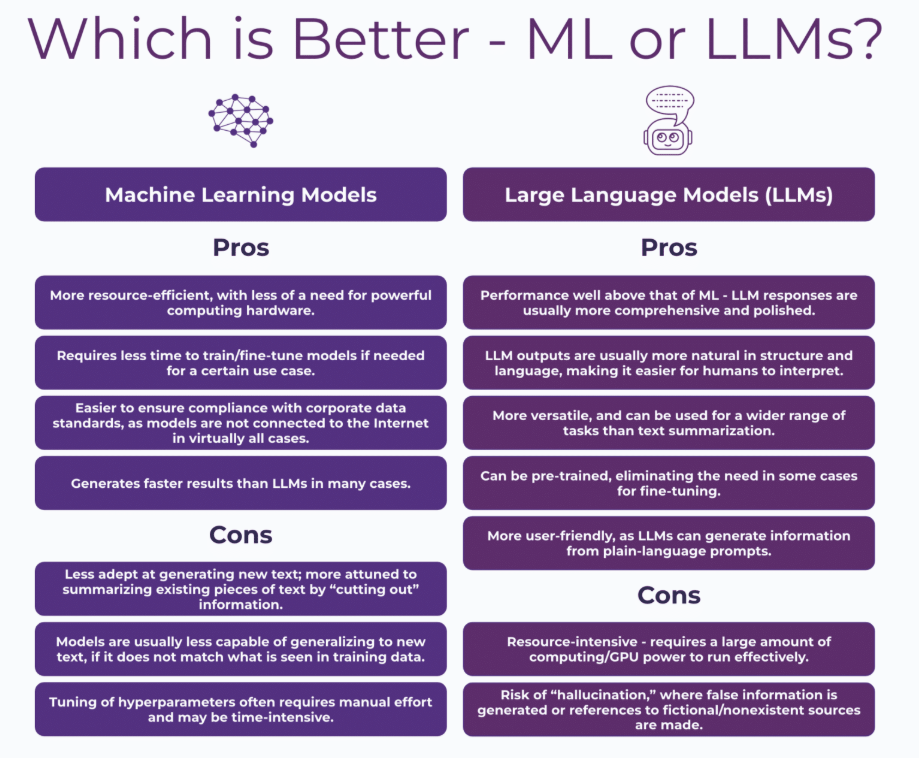 Which is Better - ML or LLMs?
Machine Learning Models
Pros
More resource-efficient, with less of a need for powerful
computing hardware.
Requires less time to train/fine-tune models if needed
for a certain use case.
Easier to ensure compliance with corporate data
standards, as models are not connected to the Internet
in virtually all cases.
Generates faster results than LLMs in many cases.
Cons
Less adept at generating new text; more attuned to
summarizing existing pieces of text by “cutting out”
information.
Models are usually less capable of generalizing to new
text, if it does not match what is seen in training data.
Tuning of hyperparameters often requires manual effort
and may be time-intensive.
Large Language Models (LLMs)
Pros
Performance well above that of ML - LLM responses are
usually more comprehensive and polished.
LLM outputs are usually more natural in structure and
language, making it easier for humans to interpret.
More versatile, and can be used for a wider range of
tasks than text summarization.
Can be pre-trained, eliminating the need in some cases
for fine-tuning.
More user-friendly, as LLMs can generate information
from plain-language prompts.
Cons
Resource-intensive - requires a large amount of
computing/GPU power to run effectively.
Risk of “hallucination,” where false information is
generated or references to fictional/nonexistent sources
are made.